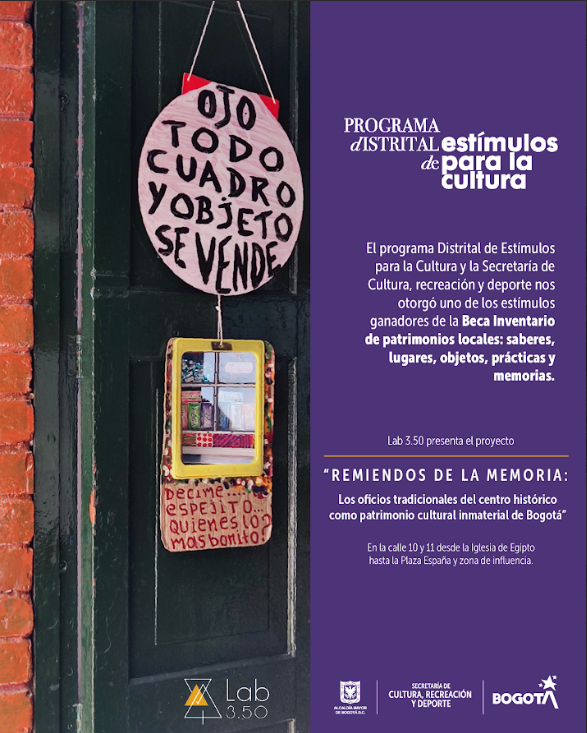 OJO
TODO
CUADRO
Y OBJETO
SE VENDE
DECIME...
ESPEJITO...
QUIEN ES LO
MAS BONITO?
Lab
3.50
PROGRAMA
dISTRITAL estímulos
de para la
cultura
El programa Distrital de Estímulos
para la Cultura y la Secretaría de
Cultura, recreación y deporte nos
otorgó uno de los estímulos
ganadores de la Beca Inventario
de patrimonios locales: saberes,
lugares, objetos, prácticas y
memorias.
Lab 3.50 presenta el proyecto
“REMIENDOS DE LA MEMORIA:
Los oficios tradicionales del centro histórico
como patrimonio cultural inmaterial de Bogotá”
En la calle 10 y 11 desde la Iglesia de Egipto
hasta la Plaza España y zona de influencia.
ALCALDÍA MAYOR
DE BOGOTÁ D.C.
SECRETARÍA DE
CULTURA, RECREACIÓN
Y DEPORTE
BOGOTÁ